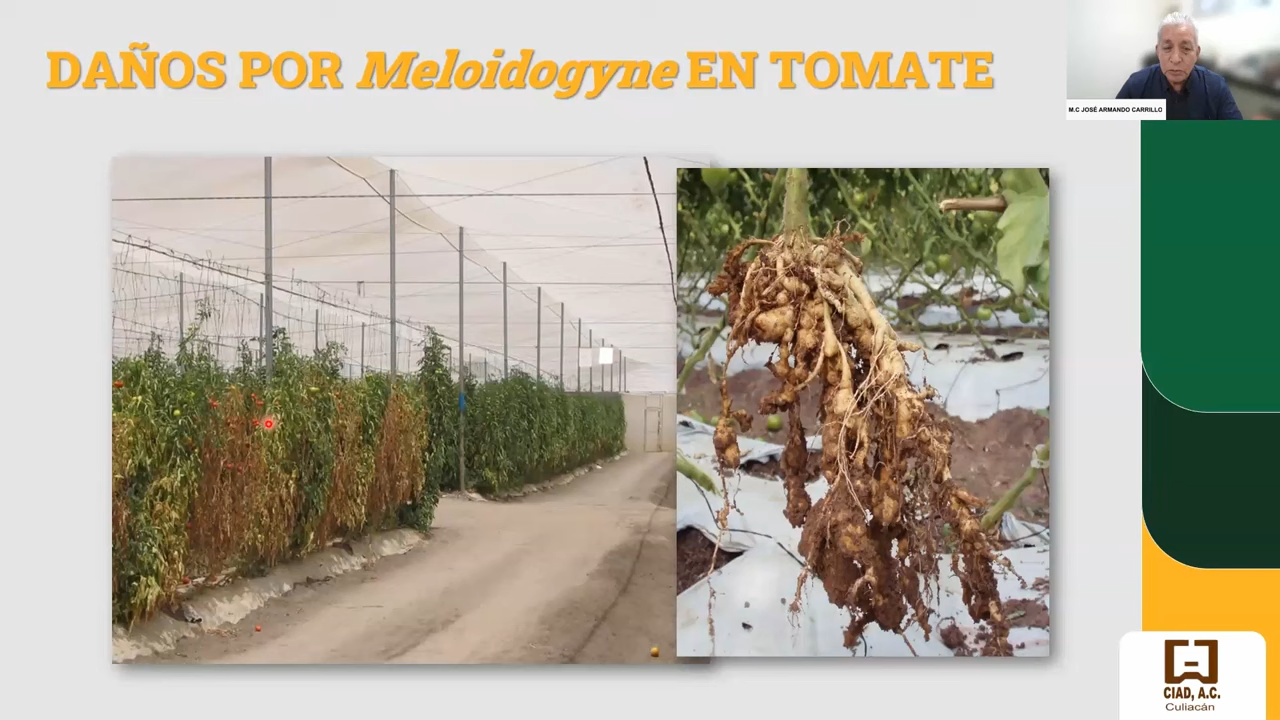 DAÑOS POR Meloidogyne EN TOMATE
M.C JOSÉ ARMANDO CARRILLO
CIAD, A.C.
Culiacán